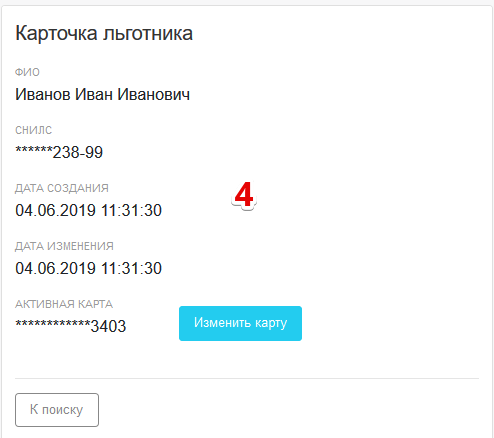 Карточка льготника
ФИО
Иванов Иван Иванович
СНИЛС
******238-99
ДАТА СОЗДАНИЯ
4
04.06.2019 11:31:30
ДАТА ИЗМЕНЕНИЯ
04.06.2019 11:31:30
АКТИВНАЯ КАРТА
************3403
Изменить карту
К поиску